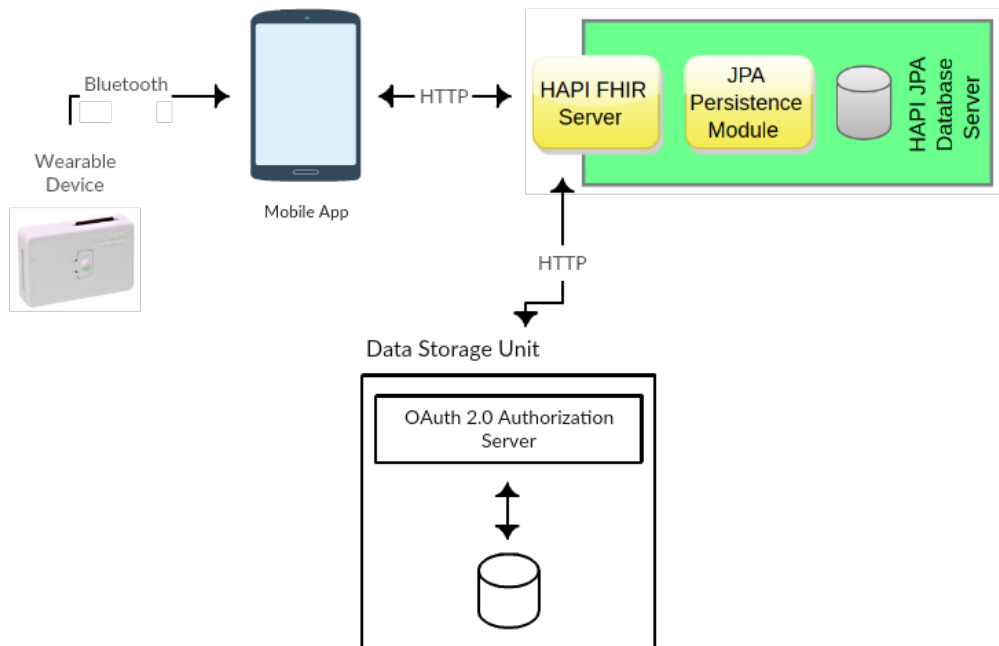 Bluetooth
HTTP
HAPI FHIR
Server
JPA
Persistence
Module
HAPI JPA
Database
Server
Wearable
Device
Mobile App
HTTP
Data Storage Unit
OAuth 2.0 Authorization
Server